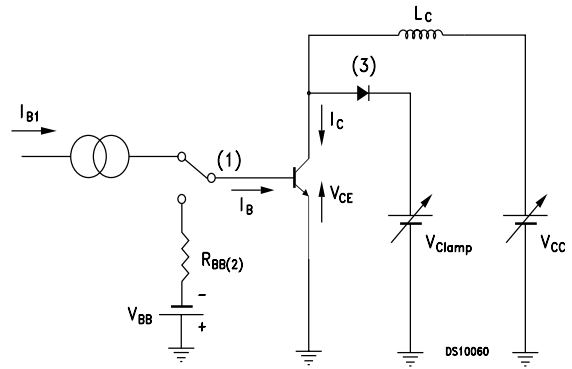 L_C
(3)
I_B1
I_C
(1)
I_B
V_CE
V_Clamp
V_CC
R_BB(2)
V_BB
-
+
DS10060